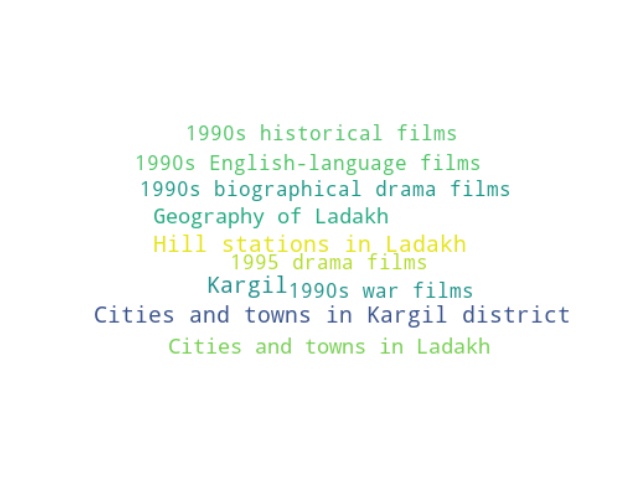 1990s historical films
1990s English-language films
1990s biographical drama films
Geography of Ladakh
Hill stations in Ladakh
1995 drama films
Kargil
1990s war films
Cities and towns in Kargil district
Cities and towns in Ladakh